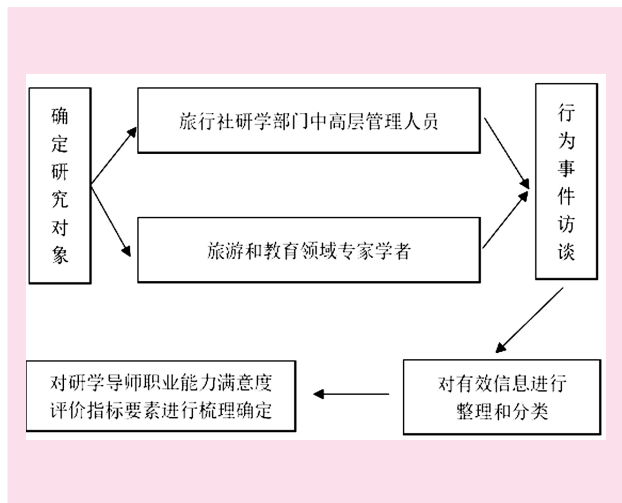 确定研究对象
旅行社研学部门中高层管理人员
旅游和教育领域专家学者
行为事件访谈
对有效信息进行
整理和分类
对研学导师职业能力满意度
评价指标要素进行梳理确定